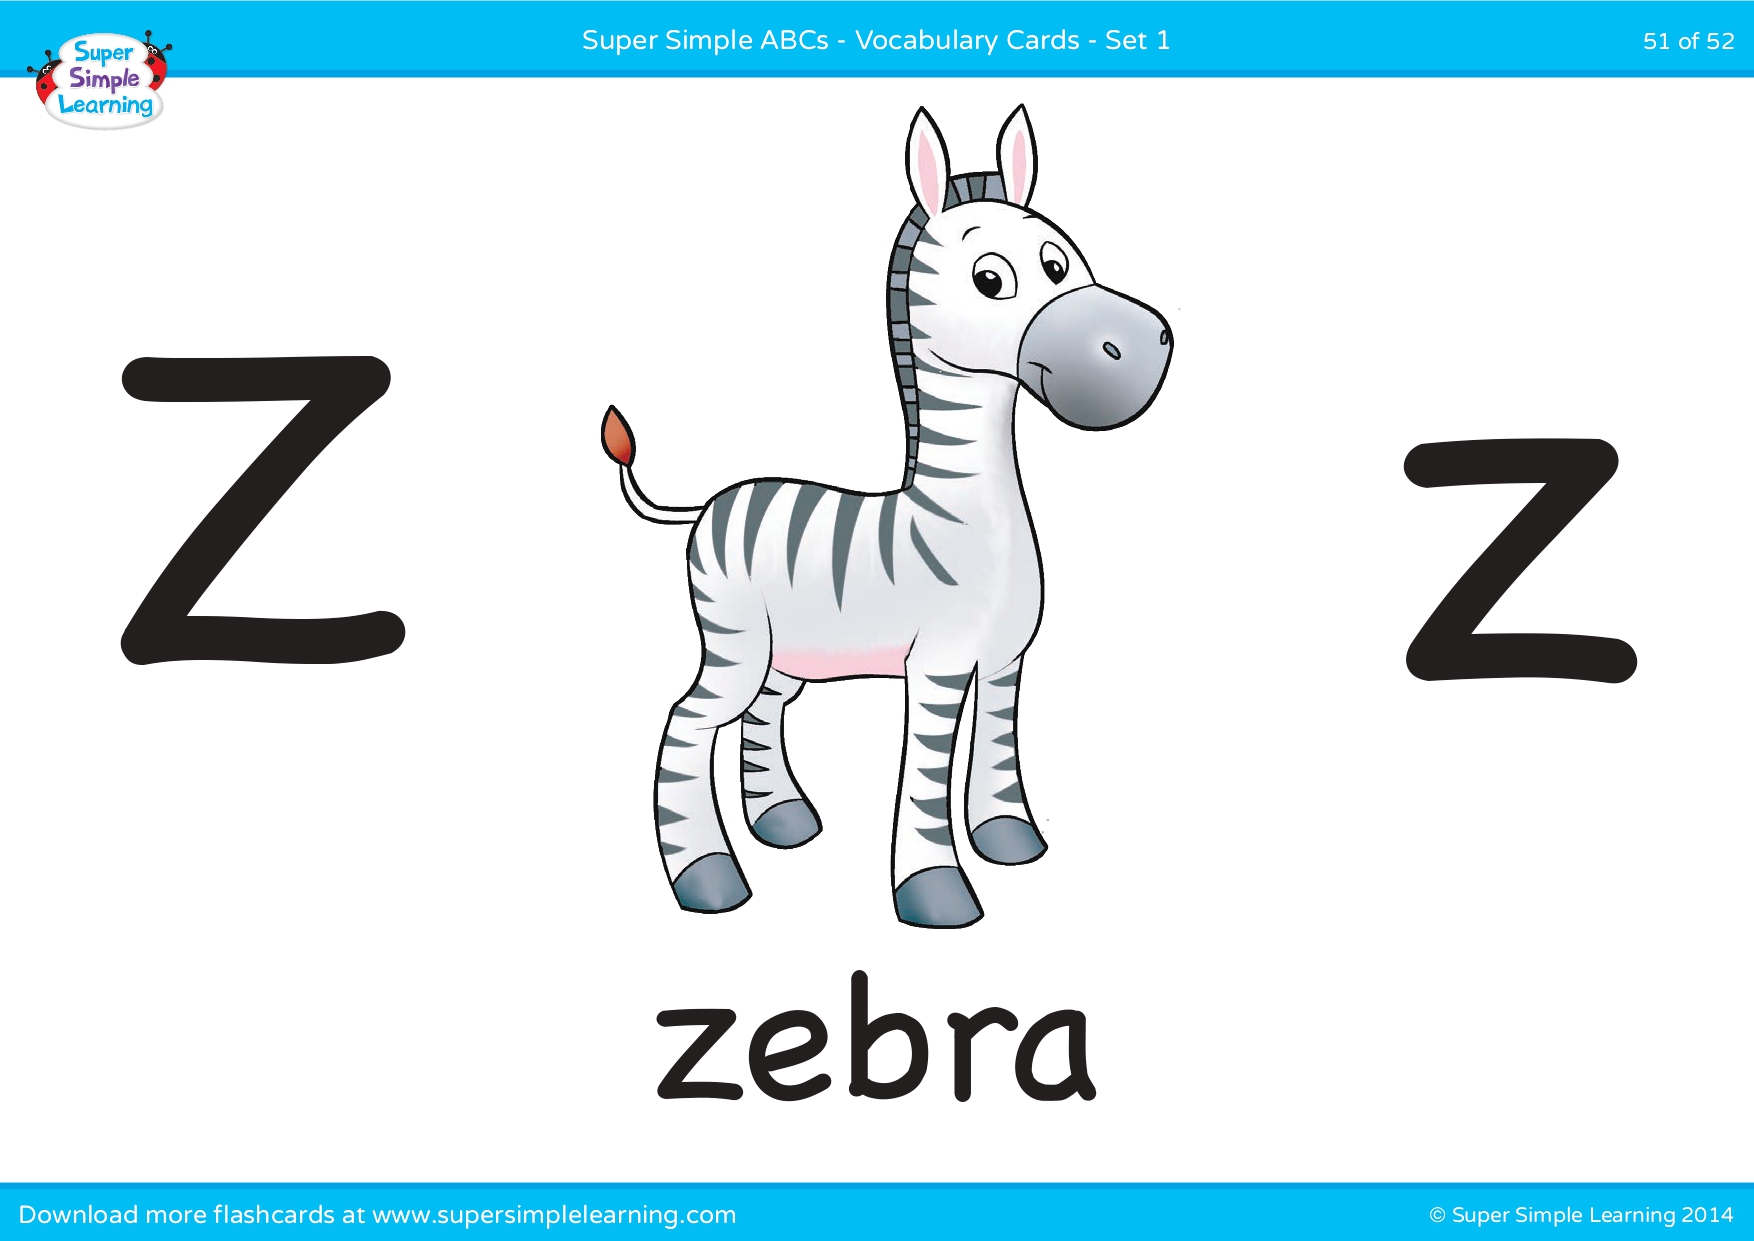 Super Simple ABCs - Vocabulary Cards - Set 1
51 of 52
Super
Simple
Learning
Z
z
zebra
Download more flashcards at www.supersimplelearning.com
© Super Simple Learning 2014